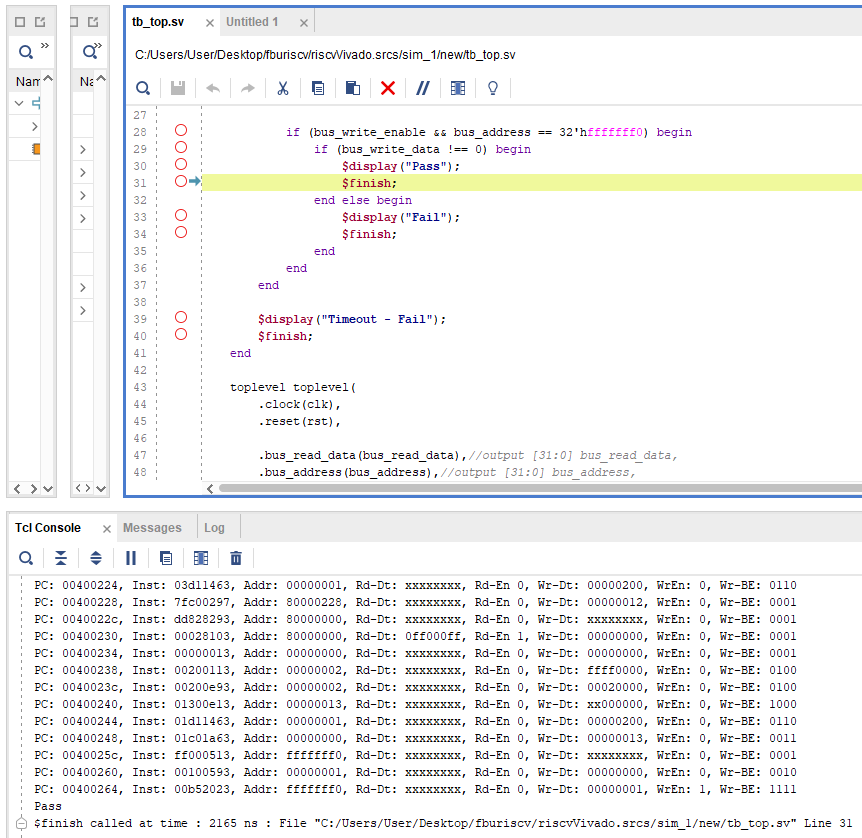 tb_top.sv × Untitled 1 ×
C:/Users/User/Desktop/fburiscv/riscvVivado.srcs/sim_1/new/tb_top.sv
»
»
Nam
Na
27
28 if (bus_write_enable && bus_address == 32'hfffffff0) begin
29 if (bus_write_data !== 0) begin
30 $display("Pass");
31 $finish;
32 end else begin
33 $display("Fail");
34 $finish;
35 end
36 end
37 end
38
39 $display("Timeout - Fail");
40 $finish;
41 end
42
43 toplevel toplevel(
44 .clock(clk),
45 .reset(rst),
46
47 .bus_read_data(bus_read_data),//output [31:0] bus_read_data,
48 .bus_address(bus_address),//output [31:0] bus_address,
Tcl Console × Messages Log
PC: 00400224, Inst: 03d11463, Addr: 00000001, Rd-Dt: xxxxxxxx, Rd-En 0, Wr-Dt: 00000200, WrEn: 0, Wr-BE: 0110
PC: 00400228, Inst: 7fc00297, Addr: 80000228, Rd-Dt: xxxxxxxx, Rd-En 0, Wr-Dt: 00000012, WrEn: 0, Wr-BE: 0001
PC: 0040022c, Inst: dd828293, Addr: 80000000, Rd-Dt: xxxxxxxx, Rd-En 0, Wr-Dt: xxxxxxxx, WrEn: 0, Wr-BE: 0001
PC: 00400230, Inst: 00028103, Addr: 80000000, Rd-Dt: 0ff000ff, Rd-En 1, Wr-Dt: 00000000, WrEn: 0, Wr-BE: 0001
PC: 00400234, Inst: 00000013, Addr: 00000000, Rd-Dt: xxxxxxxx, Rd-En 0, Wr-Dt: 00000000, WrEn: 0, Wr-BE: 0001
PC: 00400238, Inst: 00200113, Addr: 00000002, Rd-Dt: xxxxxxxx, Rd-En 0, Wr-Dt: ffff0000, WrEn: 0, Wr-BE: 0100
PC: 0040023c, Inst: 00200e93, Addr: 00000002, Rd-Dt: xxxxxxxx, Rd-En 0, Wr-Dt: 00020000, WrEn: 0, Wr-BE: 0100
PC: 00400240, Inst: 01300e13, Addr: 00000013, Rd-Dt: xxxxxxxx, Rd-En 0, Wr-Dt: xx000000, WrEn: 0, Wr-BE: 1000
PC: 00400244, Inst: 01d11463, Addr: 00000001, Rd-Dt: xxxxxxxx, Rd-En 0, Wr-Dt: 00000200, WrEn: 0, Wr-BE: 0110
PC: 00400248, Inst: 01c01a63, Addr: 00000000, Rd-Dt: xxxxxxxx, Rd-En 0, Wr-Dt: 00000013, WrEn: 0, Wr-BE: 0011
PC: 0040025c, Inst: ff000513, Addr: fffffff0, Rd-Dt: xxxxxxxx, Rd-En 0, Wr-Dt: xxxxxxxx, WrEn: 0, Wr-BE: 0001
PC: 00400260, Inst: 00100593, Addr: 00000001, Rd-Dt: xxxxxxxx, Rd-En 0, Wr-Dt: 00000000, WrEn: 0, Wr-BE: 0010
PC: 00400264, Inst: 00b52023, Addr: fffffff0, Rd-Dt: xxxxxxxx, Rd-En 0, Wr-Dt: 00000001, WrEn: 1, Wr-BE: 1111
Pass
$finish called at time : 2165 ns : File "C:/Users/User/Desktop/fburiscv/riscvVivado.srcs/sim_1/new/tb_top.sv" Line 31